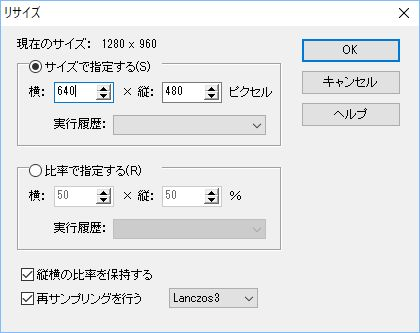 リサイズ
現在のサイズ: 1280 x 960
サイズで指定する(S)
横: 640 × 縦: 480 ピクセル
実行履歴:
比率で指定する(R)
横: 50 × 縦: 50 %
実行履歴:
縦横の比率を保持する
再サンプリングを行う Lanczos3
OK
キャンセル
ヘルプ